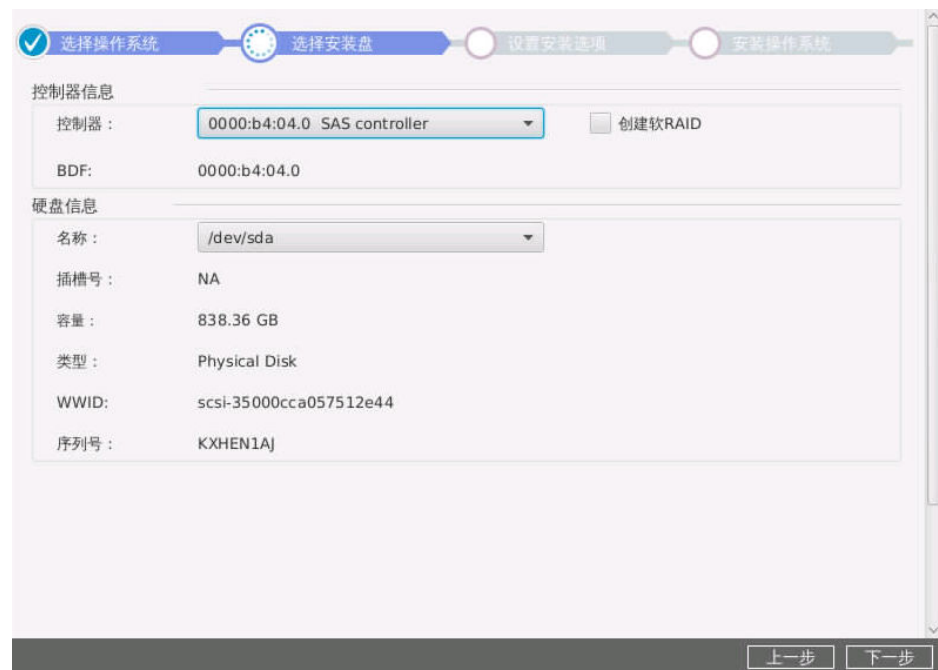 选择操作系统 选择安装盘 设置安装选项 安装操作系统
控制器信息
控制器： 0000:b4:04.0 SAS controller 创建软RAID
BDF: 0000:b4:04.0
硬盘信息
名称： /dev/sda
插槽号： NA
容量： 838.36 GB
类型： Physical Disk
WWID: scsi-35000cca057512e44
序列号： KXHEN1AJ
上一步 下一步